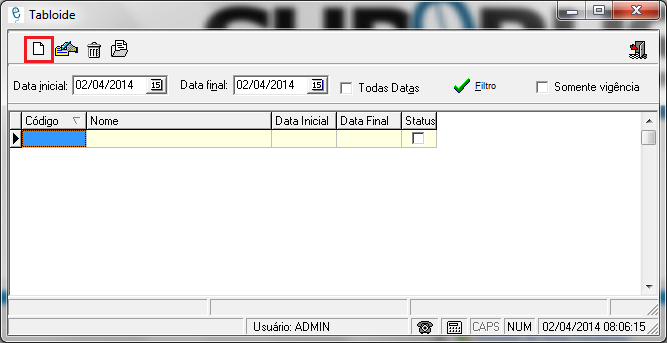 Tabloide
Data inicial: 02/04/2014 15 Data final: 02/04/2014 15 Todas Datas Filtro Somente vigência
Código Nome Data Inicial Data Final Status
Usuário: ADMIN CAPS NUM 02/04/2014 08:06:15